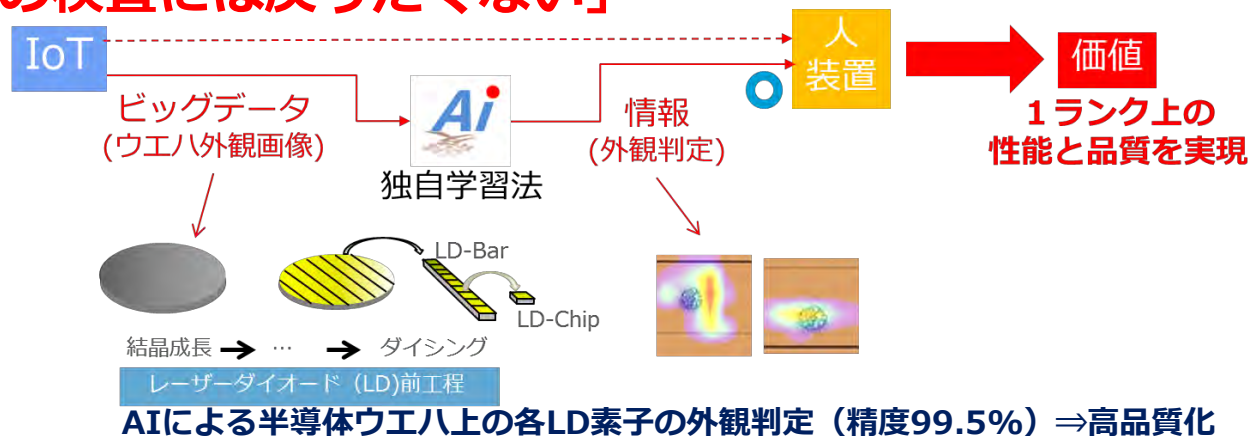 の検査には戻りたくない」
IoT
人
装置
価値
ビッグデータ
(ウエハ外観画像)
Ai
情報
(外観判定)
1ランク上の
性能と品質を実現
独自学習法
LD-Bar
LD-Chip
結晶成長 → … → ダイシング
レーザーダイオード（LD)前工程
AIによる半導体ウエハ上の各LD素子の外観判定（精度99.5%）⇒高品質化